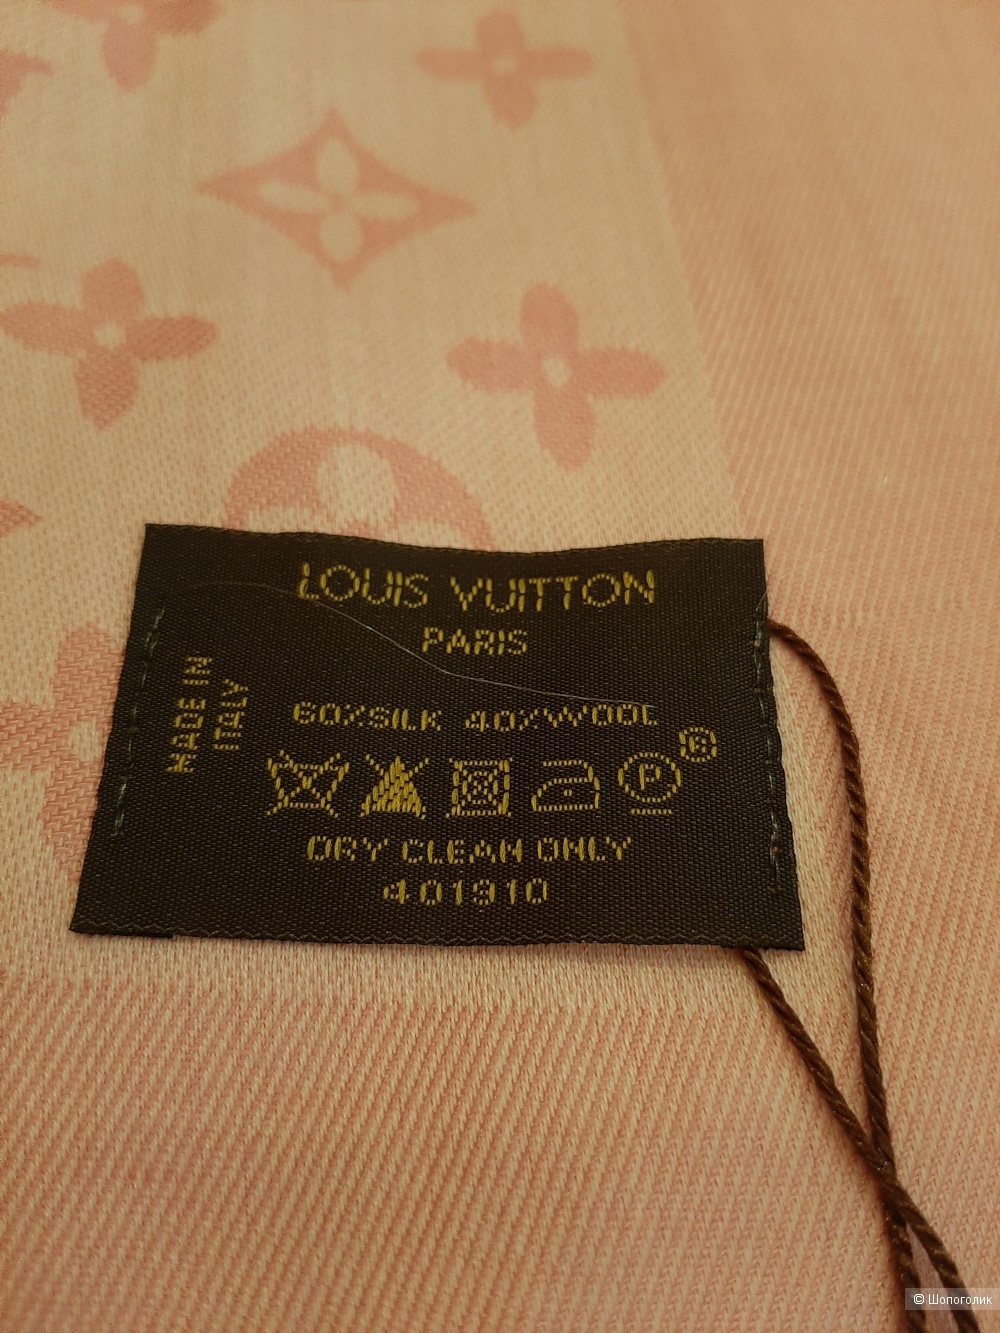 LOUIS VUITTON
PARIS
MADE IN
ITALY
60%SILK 40%WOOL
P
®
DRY CLEAN ONLY
401910
© Шопоголик